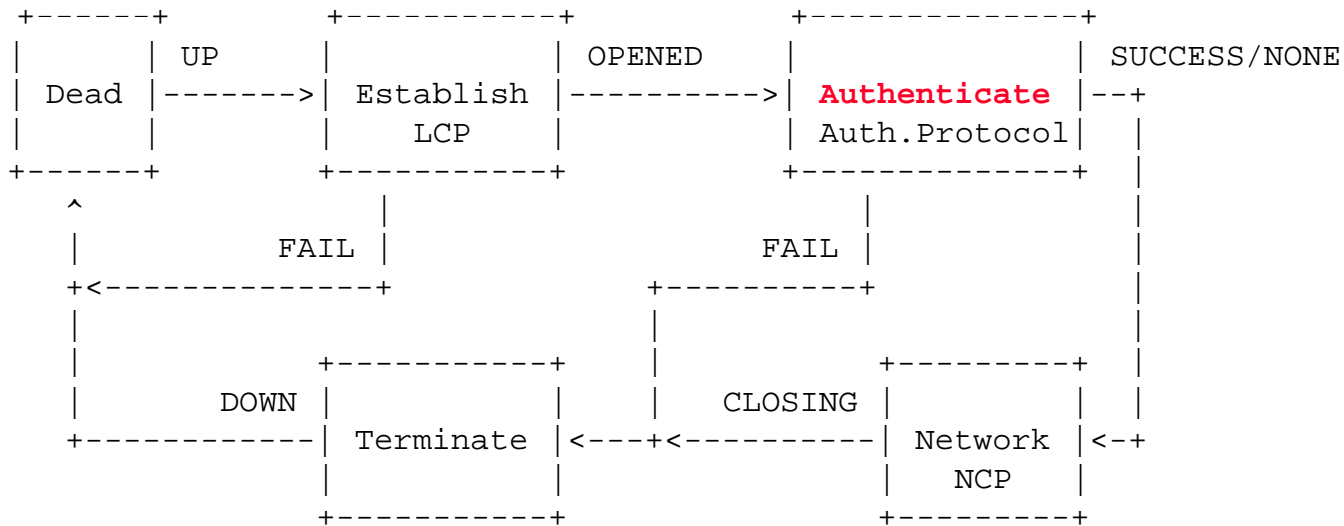 UP OPENED SUCCESS/NONE
Dead Establish Authenticate
LCP Auth.Protocol
FAIL FAIL
DOWN CLOSING
Terminate Network
NCP